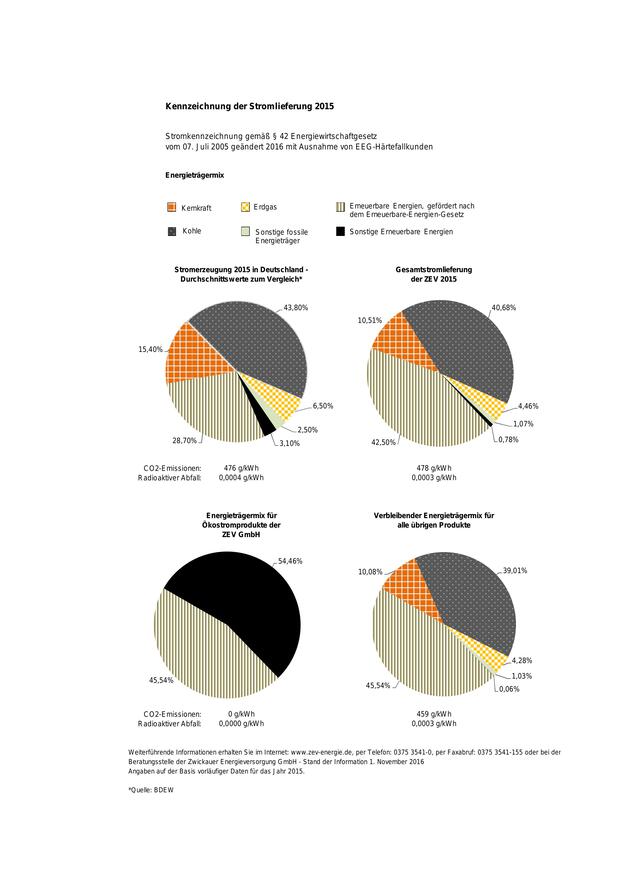 Kennzeichnung der Stromlieferung 2015
Stromkennzeichnung gemäß § 42 Energiewirtschaftgesetz
vom 07. Juli 2005 geändert 2016 mit Ausnahme von EEG-Härtefallkunden
Energieträgermix
Kernkraft
Erdgas
Erneuerbare Energien, gefördert nach
dem Erneuerbare-Energien-Gesetz
Kohle
Sonstige fossile
Energieträger
Sonstige Erneuerbare Energien
Stromerzeugung 2015 in Deutschland -
Durchschnittswerte zum Vergleich*
43,80%
15,40%
6,50%
2,50%
3,10%
28,70%
CO2-Emissionen: 476 g/kWh
Radioaktiver Abfall: 0,0004 g/kWh
Gesamtstromlieferung
der ZEV 2015
40,68%
10,51%
4,46%
1,07%
0,78%
42,50%
478 g/kWh
0,0003 g/kWh
Energieträgermix für
Ökostromprodukte der
ZEV GmbH
54,46%
45,54%
CO2-Emissionen: 0 g/kWh
Radioaktiver Abfall: 0,0000 g/kWh
Verbleibender Energieträgermix für
alle übrigen Produkte
39,01%
10,08%
4,28%
1,03%
0,06%
45,54%
459 g/kWh
0,0003 g/kWh
Weiterführende Informationen erhalten Sie im Internet: www.zev-energie.de, per Telefon: 0375 3541-0, per Faxabruf: 0375 3541-155 oder bei der
Beratungsstelle der Zwickauer Energieversorgung GmbH - Stand der Information 1. November 2016
Angaben auf der Basis vorläufiger Daten für das Jahr 2015.
*Quelle: BDEW